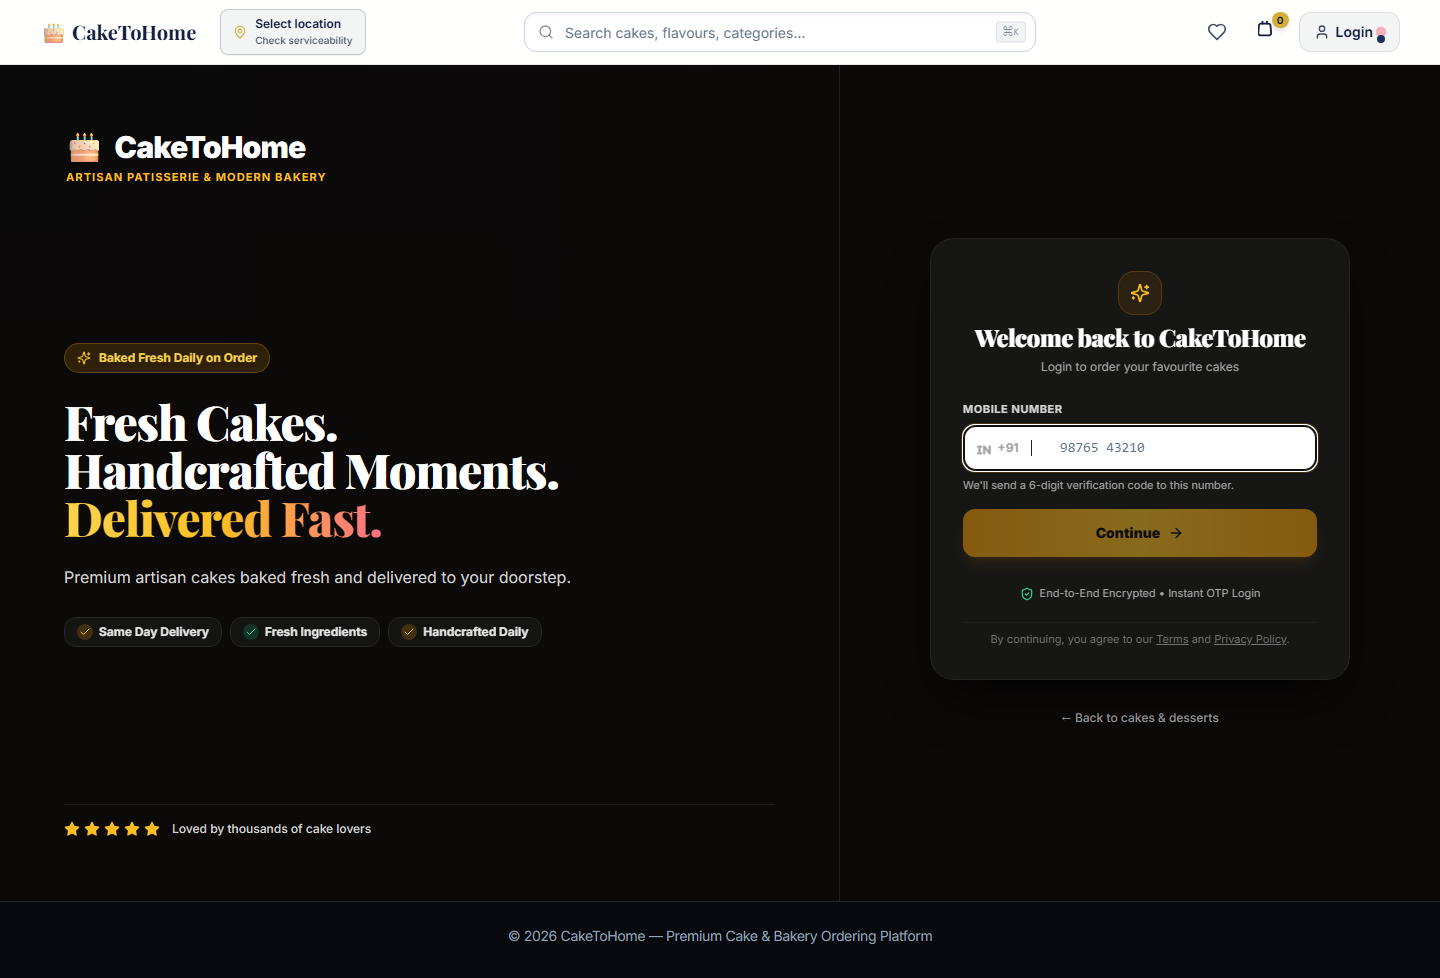 CakeToHome
Select location
Check serviceability
Search cakes, flavours, categories...
⌘K
0
Login
CakeToHome
ARTISAN PATISSERIE & MODERN BAKERY
Baked Fresh Daily on Order
Fresh Cakes.
Handcrafted Moments.
Delivered Fast.
Premium artisan cakes baked fresh and delivered to your doorstep.
Same Day Delivery
Fresh Ingredients
Handcrafted Daily
Loved by thousands of cake lovers
Welcome back to CakeToHome
Login to order your favourite cakes
MOBILE NUMBER
IN +91 98765 43210
We'll send a 6-digit verification code to this number.
Continue →
End-to-End Encrypted • Instant OTP Login
By continuing, you agree to our Terms and Privacy Policy.
← Back to cakes & desserts
© 2026 CakeToHome — Premium Cake & Bakery Ordering Platform